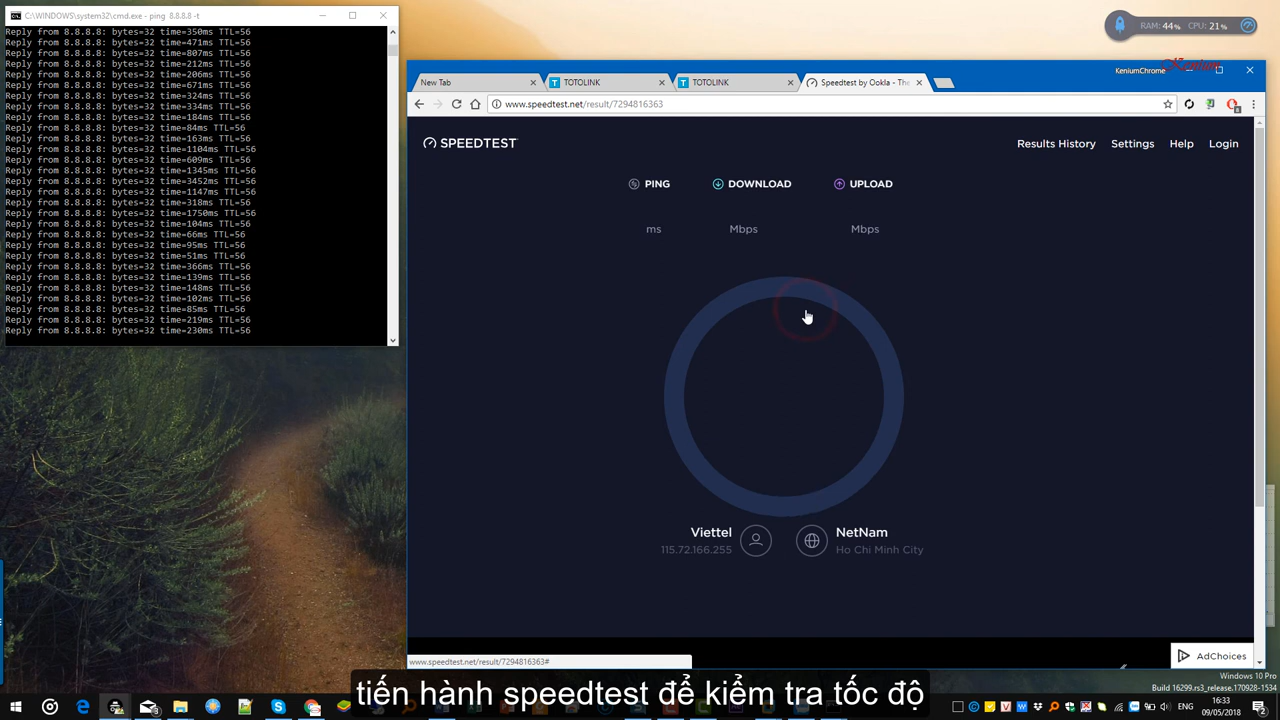 C:\WINDOWS\system32\cmd.exe - ping 8.8.8.8 -t
Reply from 8.8.8.8: bytes=32 time=350ms TTL=56
Reply from 8.8.8.8: bytes=32 time=471ms TTL=56
Reply from 8.8.8.8: bytes=32 time=807ms TTL=56
Reply from 8.8.8.8: bytes=32 time=212ms TTL=56
Reply from 8.8.8.8: bytes=32 time=206ms TTL=56
Reply from 8.8.8.8: bytes=32 time=671ms TTL=56
Reply from 8.8.8.8: bytes=32 time=324ms TTL=56
Reply from 8.8.8.8: bytes=32 time=334ms TTL=56
Reply from 8.8.8.8: bytes=32 time=184ms TTL=56
Reply from 8.8.8.8: bytes=32 time=84ms TTL=56
Reply from 8.8.8.8: bytes=32 time=163ms TTL=56
Reply from 8.8.8.8: bytes=32 time=1104ms TTL=56
Reply from 8.8.8.8: bytes=32 time=609ms TTL=56
Reply from 8.8.8.8: bytes=32 time=1345ms TTL=56
Reply from 8.8.8.8: bytes=32 time=3452ms TTL=56
Reply from 8.8.8.8: bytes=32 time=1147ms TTL=56
Reply from 8.8.8.8: bytes=32 time=318ms TTL=56
Reply from 8.8.8.8: bytes=32 time=1750ms TTL=56
Reply from 8.8.8.8: bytes=32 time=104ms TTL=56
Reply from 8.8.8.8: bytes=32 time=66ms TTL=56
Reply from 8.8.8.8: bytes=32 time=95ms TTL=56
Reply from 8.8.8.8: bytes=32 time=51ms TTL=56
Reply from 8.8.8.8: bytes=32 time=366ms TTL=56
Reply from 8.8.8.8: bytes=32 time=139ms TTL=56
Reply from 8.8.8.8: bytes=32 time=148ms TTL=56
Reply from 8.8.8.8: bytes=32 time=102ms TTL=56
Reply from 8.8.8.8: bytes=32 time=85ms TTL=56
Reply from 8.8.8.8: bytes=32 time=219ms TTL=56
Reply from 8.8.8.8: bytes=32 time=230ms TTL=56
RAM: 44% CPU: 21%
Kenium
KeniumChrome
New Tab
T TOTOLINK
T TOTOLINK
Speedtest by Ookla - The
www.speedtest.net/result/7294816363
SPEEDTEST
Results History Settings Help Login
PING DOWNLOAD UPLOAD
ms Mbps Mbps
Viettel
115.72.166.255
NetNam
Ho Chi Minh City
www.speedtest.net/result/7294816363#
AdChoices
Windows 10 Pro
Build 16299.rs3_release.170928-1534
tiến hành speedtest để kiểm tra tốc độ
16:33
09/05/2018